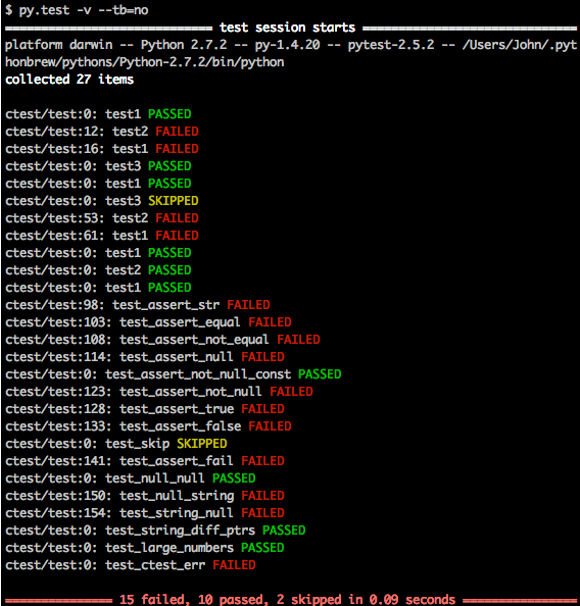 $ py.test -v --tb=no
============================= test session starts ==============================
platform darwin -- Python 2.7.2 -- py-1.4.20 -- pytest-2.5.2 -- /Users/John/.pyt
honbrew/pythons/Python-2.7.2/bin/python
collected 27 items
ctest/test:0: test1 PASSED
ctest/test:12: test2 FAILED
ctest/test:16: test1 FAILED
ctest/test:0: test3 PASSED
ctest/test:0: test1 PASSED
ctest/test:0: test3 SKIPPED
ctest/test:53: test2 FAILED
ctest/test:61: test1 FAILED
ctest/test:0: test1 PASSED
ctest/test:0: test2 PASSED
ctest/test:0: test1 PASSED
ctest/test:98: test_assert_str FAILED
ctest/test:103: test_assert_equal FAILED
ctest/test:108: test_assert_not_equal FAILED
ctest/test:114: test_assert_null FAILED
ctest/test:0: test_assert_not_null_const PASSED
ctest/test:123: test_assert_not_null FAILED
ctest/test:128: test_assert_true FAILED
ctest/test:133: test_assert_false FAILED
ctest/test:0: test_skip SKIPPED
ctest/test:141: test_assert_fail FAILED
ctest/test:0: test_null_null PASSED
ctest/test:150: test_null_string FAILED
ctest/test:154: test_string_null FAILED
ctest/test:0: test_string_diff_ptrs PASSED
ctest/test:0: test_large_numbers PASSED
ctest/test:0: test_ctest_err FAILED
=============== 15 failed, 10 passed, 2 skipped in 0.09 seconds ================